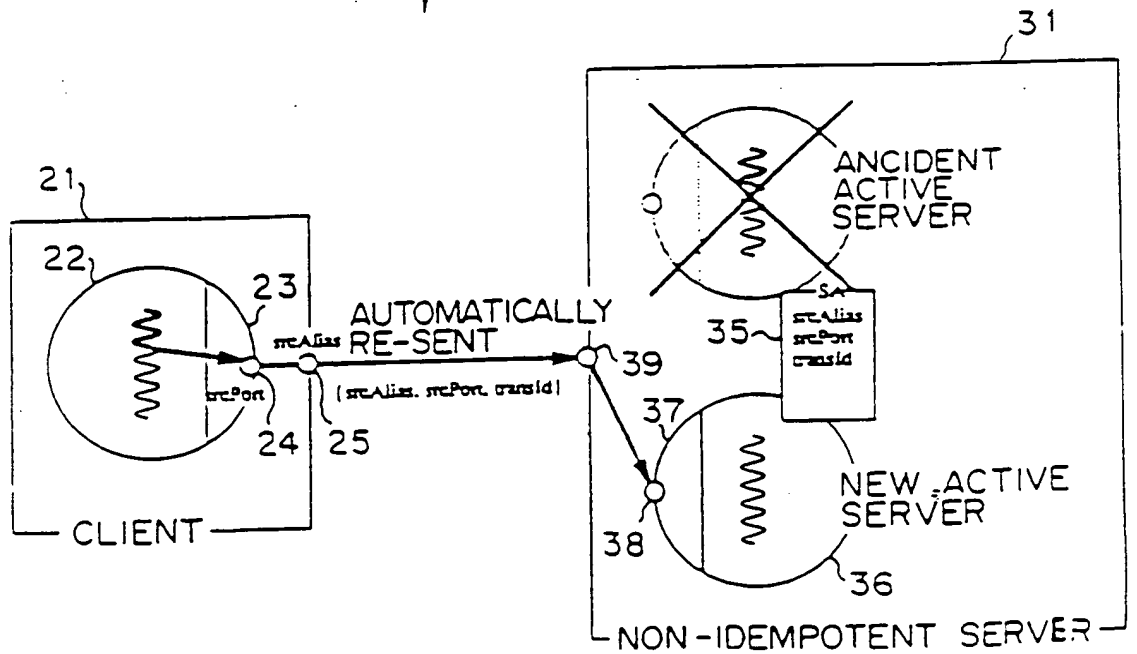 31
21
22
23
srcAlias
AUTOMATICALLY
RE-SENT
srcPort
(srcAlias, srcPort, transid)
24
25
CLIENT
ANCIDENT
ACTIVE
SERVER
SA
srcAlias
srcPort
transid
35
39
37
38
NEW ACTIVE
SERVER
36
NON-IDEMPOTENT SERVER